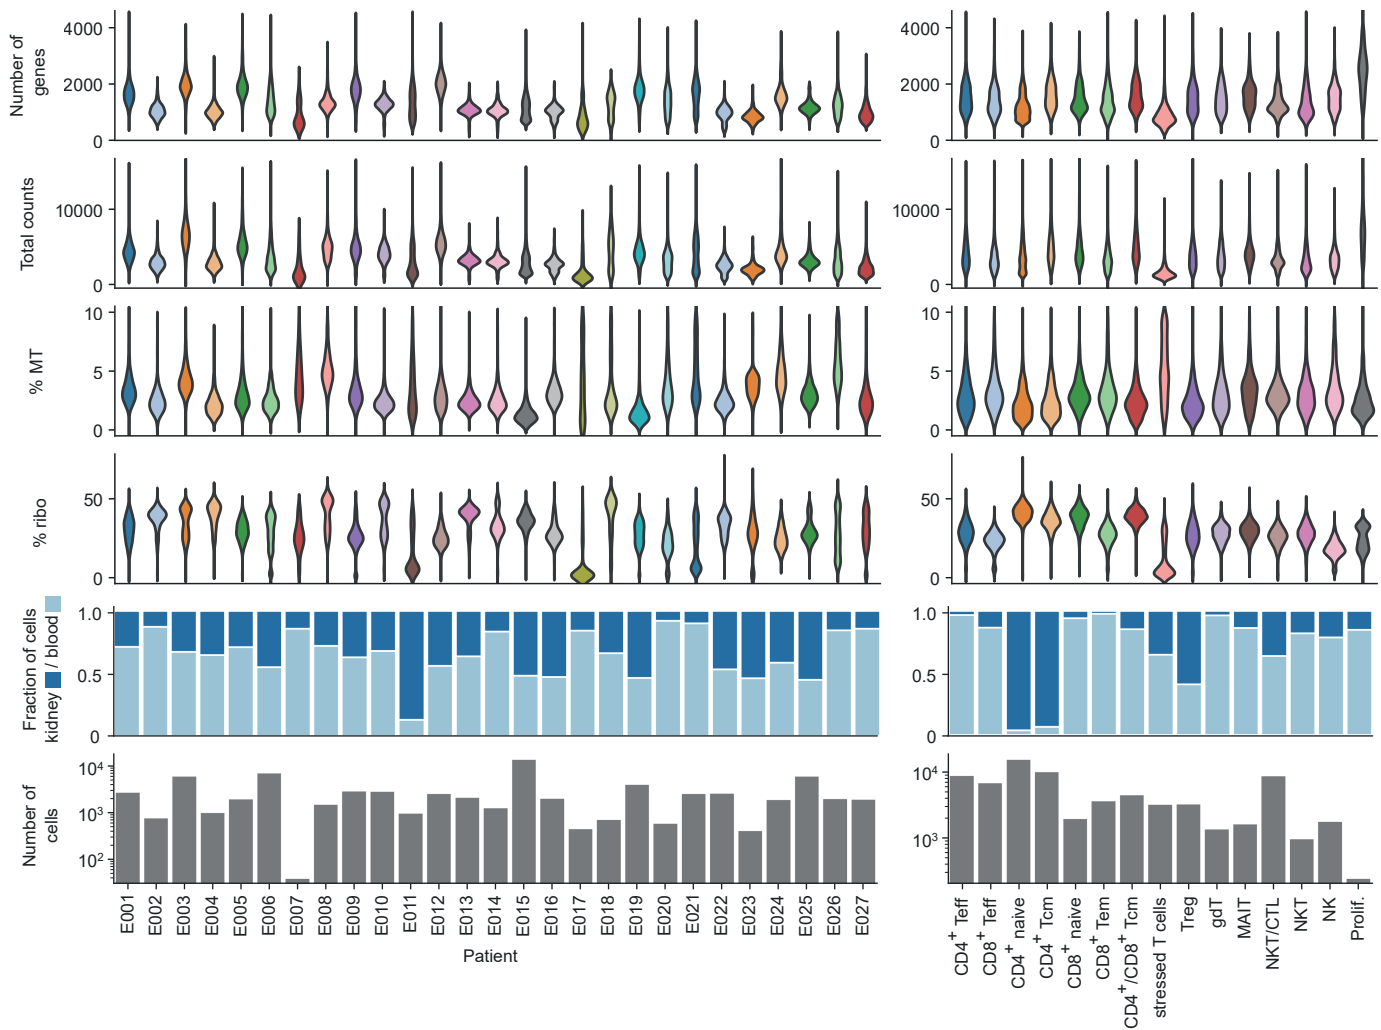 Number of
genes
4000
2000
0
4000
2000
0
Total counts
10000
0
10000
0
% MT
10
5
0
10
5
0
% ribo
50
0
50
0
Fraction of cells
kidney / blood
1.0
0.5
0
1.0
0.5
0
Number of
cells
10⁴
10³
10²
10⁴
10³
E001
E002
E003
E004
E005
E006
E007
E008
E009
E010
E011
E012
E013
E014
E015
E016
E017
E018
E019
E020
E021
E022
E023
E024
E025
E026
E027
Patient
CD4⁺ Teff
CD8⁺ Teff
CD4⁺ naive
CD4⁺ Tcm
CD8⁺ naive
CD8⁺ Tem
CD4⁺/CD8⁺ Tcm
stressed T cells
Treg
gdT
MAIT
NKT/CTL
NKT
NK
Prolif.